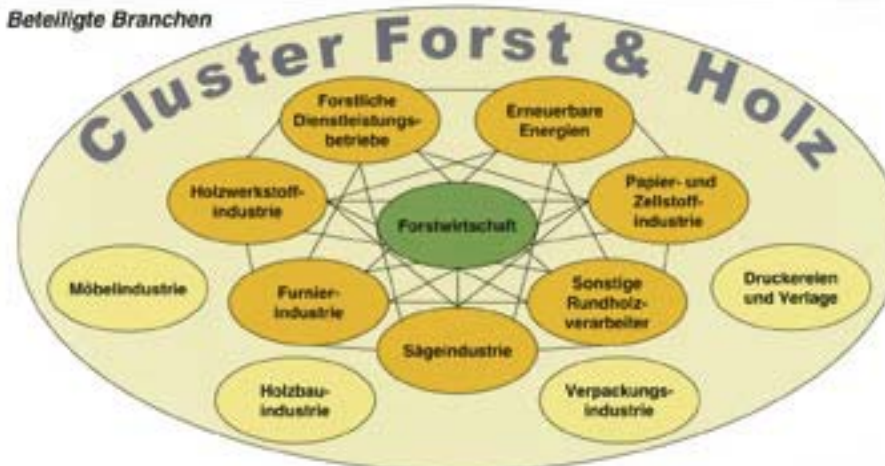 Beteiligte Branchen
Cluster Forst & Holz
Forstliche
Dienstleistungs-
betriebe
Erneuerbare
Energien
Holzwerkstoff-
industrie
Forstwirtschaft
Papier- und
Zellstoff-
industrie
Möbelindustrie
Furnier-
industrie
Sonstige
Rundholz-
verarbeiter
Druckereien
und Verlage
Sägeindustrie
Holzbau-
industrie
Verpackungs-
industrie